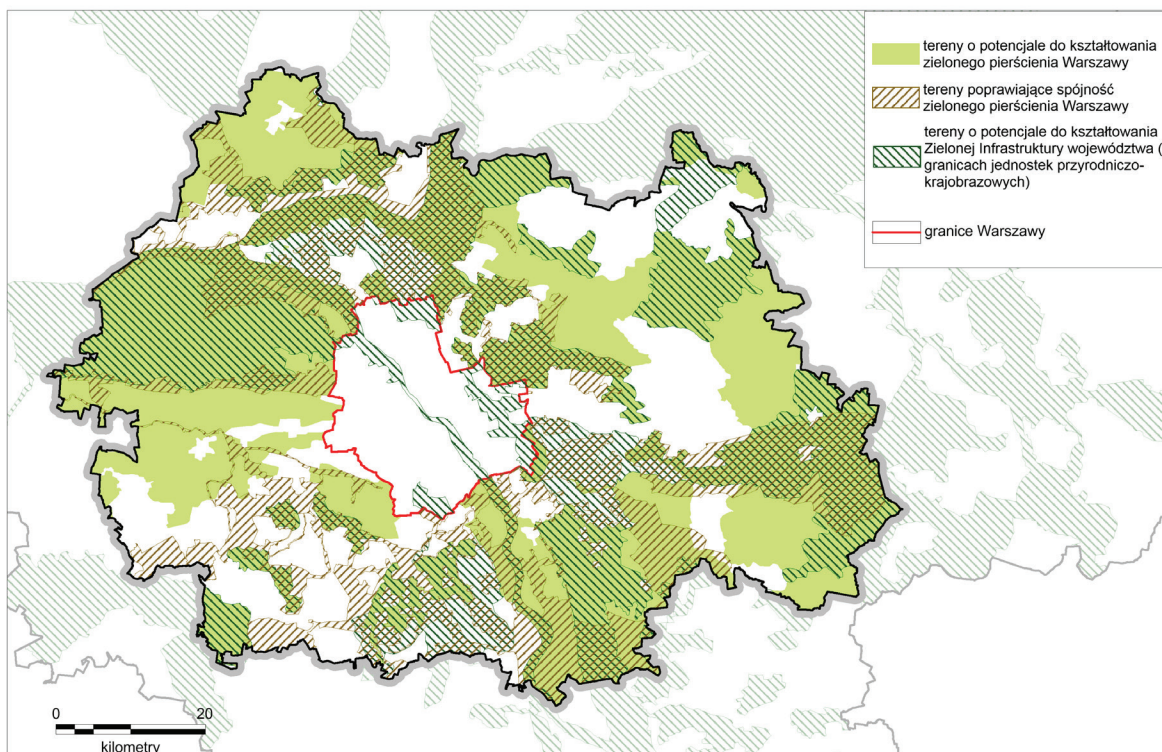 tereny o potencjale do kształtowania
zielonego pierścienia Warszawy
tereny poprawiające spójność
zielonego pierścienia Warszawy
tereny o potencjale do kształtowania
Zielonej Infrastruktury województwa (
granicach jednostek przyrodniczo-
krajobrazowych)
granice Warszawy
0 20
kilometry